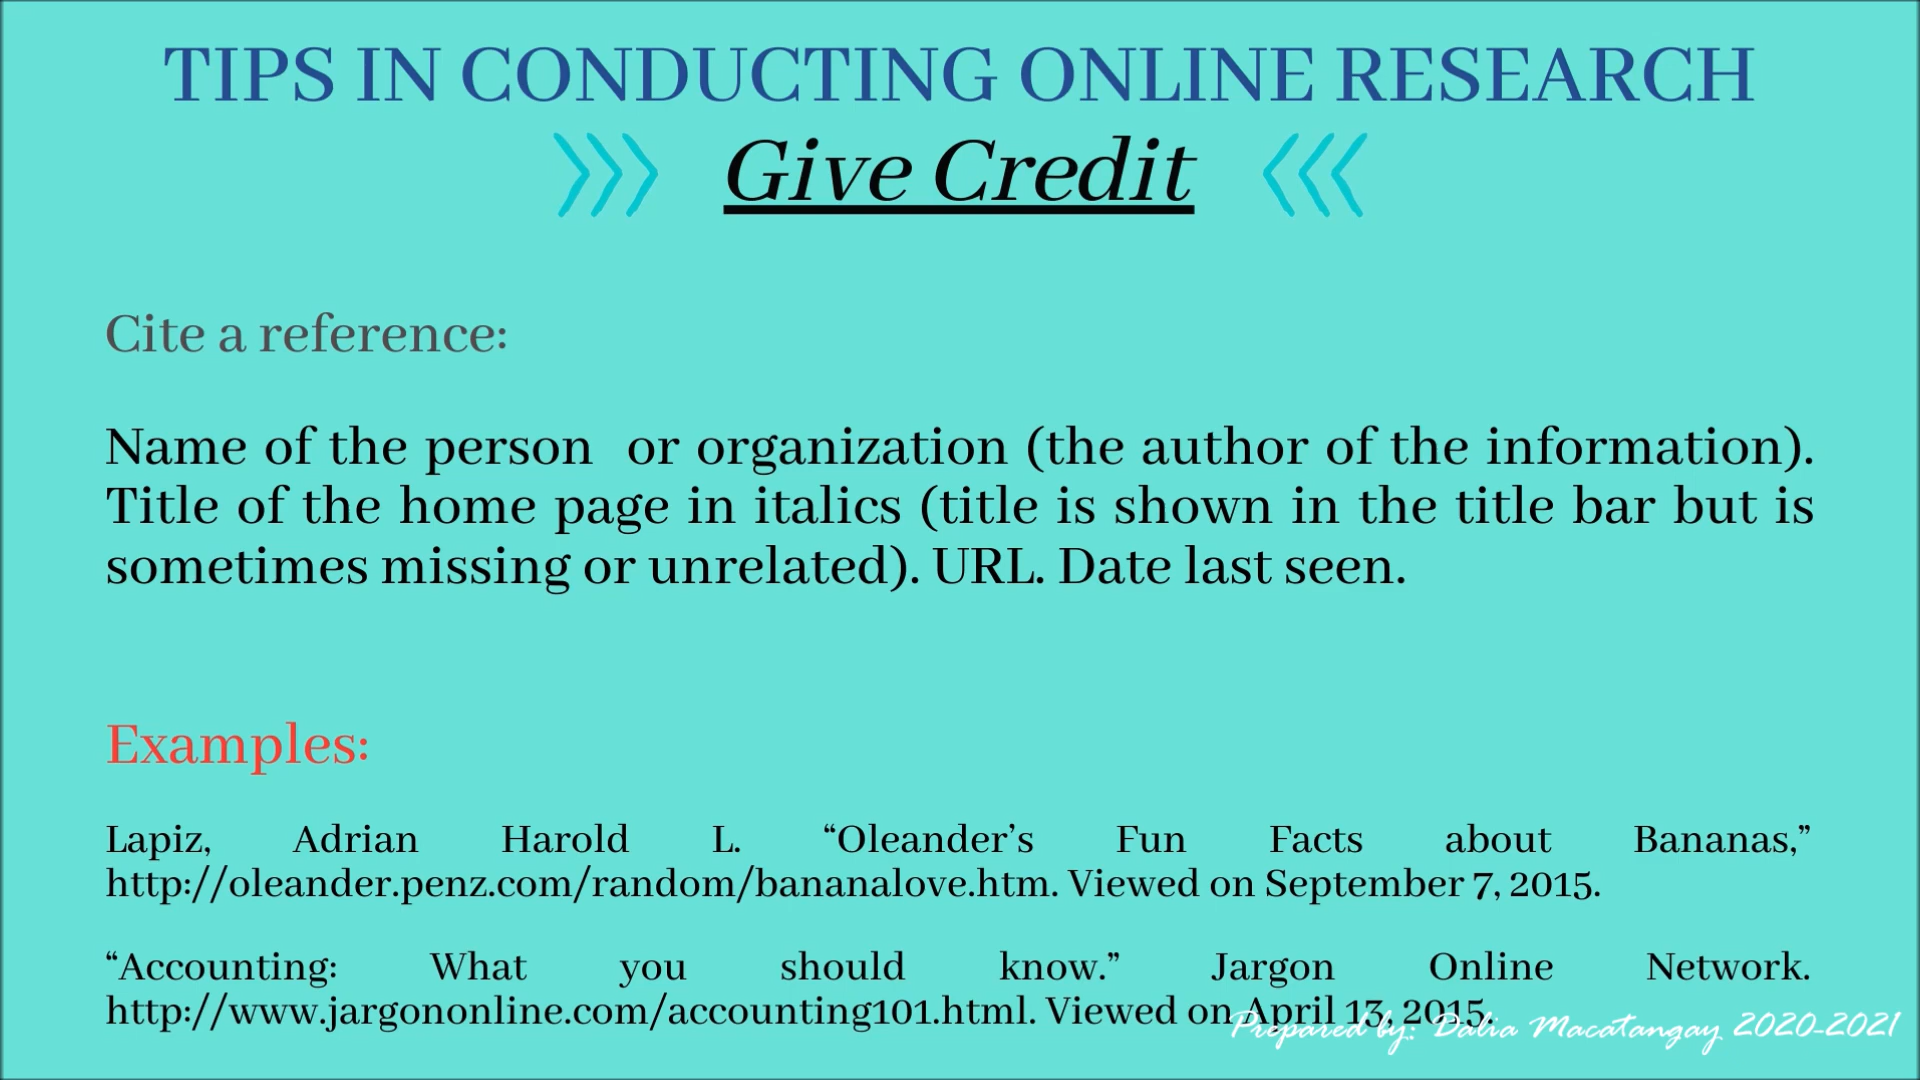 TIPS IN CONDUCTING ONLINE RESEARCH
Give Credit
Cite a reference:
Name of the person or organization (the author of the information).
Title of the home page in italics (title is shown in the title bar but is
sometimes missing or unrelated). URL. Date last seen.
Examples:
Lapiz, Adrian Harold L. “Oleander’s Fun Facts about Bananas,”
http://oleander.penz.com/random/bananalove.htm. Viewed on September 7, 2015.
“Accounting: What you should know.” Jargon Online Network.
http://www.jargononline.com/accounting101.html. Viewed on April 13, 2015.
Prepared by: Dalia Macatangay 2020-2021